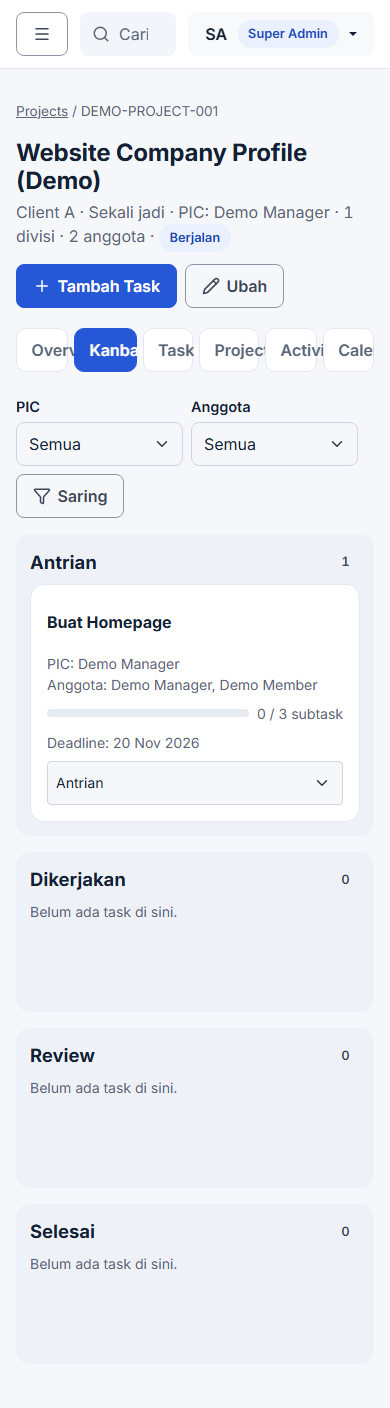 Cari
SA Super Admin
Projects / DEMO-PROJECT-001
Website Company Profile
(Demo)
Client A · Sekali jadi · PIC: Demo Manager · 1
divisi · 2 anggota · Berjalan
Tambah Task
Ubah
Overv Kanba Task Project Activi Cale
PIC Anggota
Semua Semua
Saring
Antrian 1
Buat Homepage
PIC: Demo Manager
Anggota: Demo Manager, Demo Member
0 / 3 subtask
Deadline: 20 Nov 2026
Antrian
Dikerjakan 0
Belum ada task di sini.
Review 0
Belum ada task di sini.
Selesai 0
Belum ada task di sini.